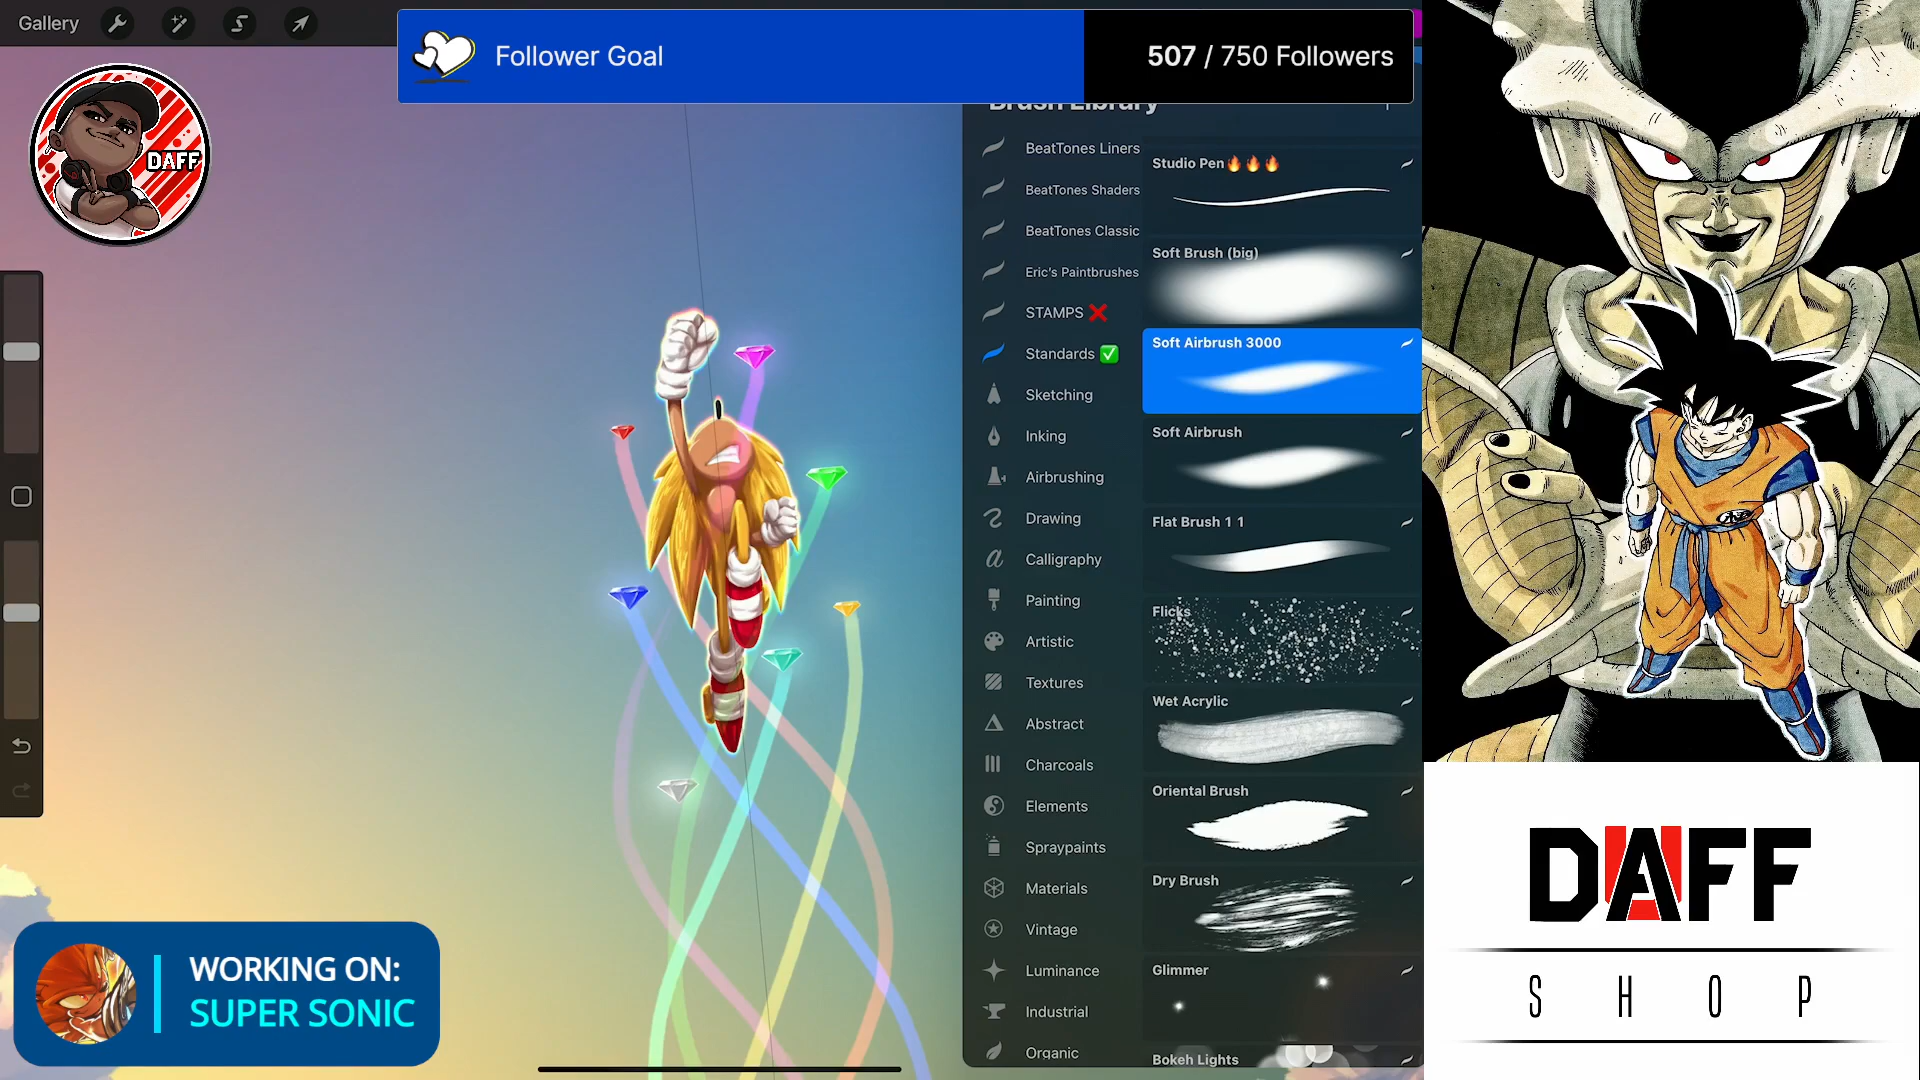 Gallery
Follower Goal
507 / 750 Followers
DAFF
Brush Library
BeatTones Liners
BeatTones Shaders
BeatTones Classic
Eric's Paintbrushes
STAMPS ❌
Standards ✅
Sketching
Inking
Airbrushing
Drawing
Calligraphy
Painting
Artistic
Textures
Abstract
Charcoals
Elements
Spraypaints
Materials
Vintage
Luminance
Industrial
Organic
Studio Pen🔥🔥🔥
Soft Brush (big)
Soft Airbrush 3000
Soft Airbrush
Flat Brush 1 1
Flicks
Wet Acrylic
Oriental Brush
Dry Brush
Glimmer
Bokeh Lights
WORKING ON:
SUPER SONIC
DAFF
SHOP